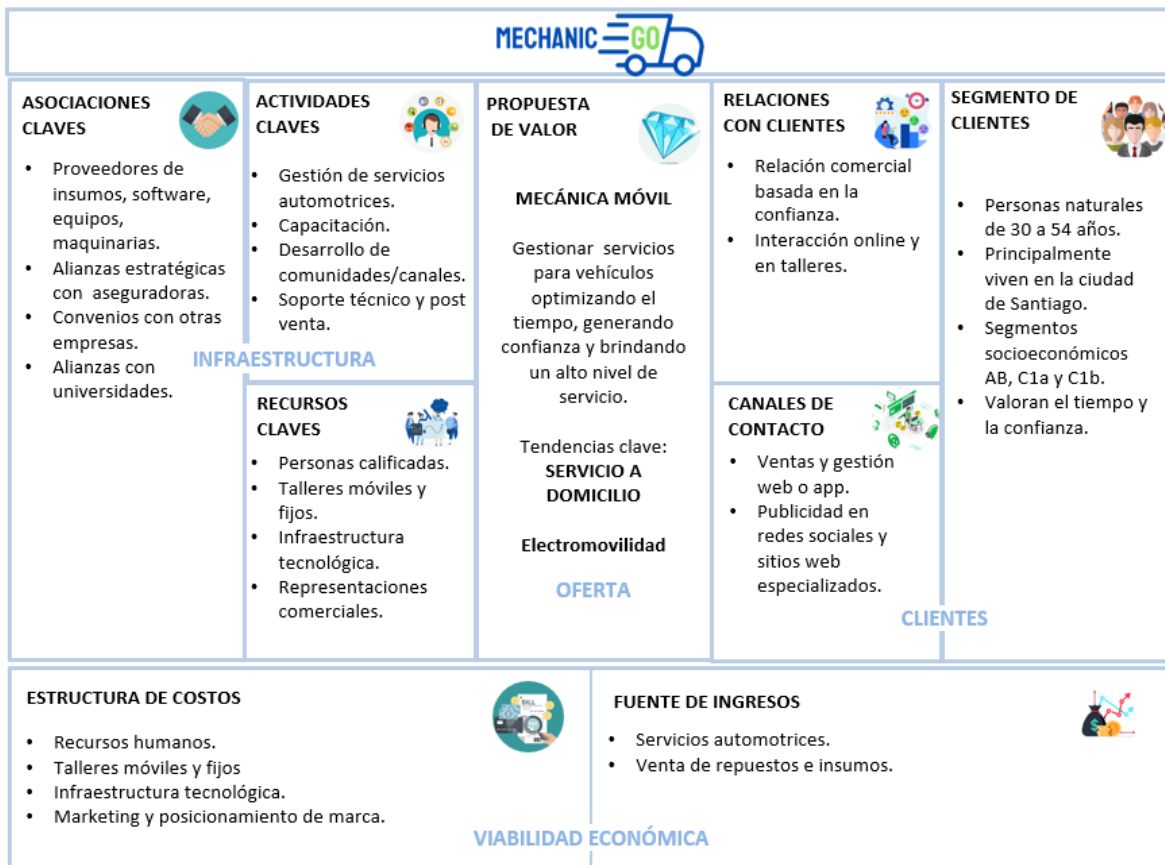 MECHANIC GO
ASOCIACIONES
CLAVES
• Proveedores de
insumos, software,
equipos,
maquinarias.
• Alianzas estratégicas
con aseguradoras.
• Convenios con otras
empresas.
• Alianzas con
universidades.
ACTIVIDADES
CLAVES
• Gestión de servicios
automotrices.
• Capacitación.
• Desarrollo de
comunidades/canales.
• Soporte técnico y post
venta.
INFRAESTRUCTURA
RECURSOS
CLAVES
• Personas calificadas.
• Talleres móviles y
fijos.
• Infraestructura
tecnológica.
• Representaciones
comerciales.
PROPUESTA
DE VALOR
MECÁNICA MÓVIL
Gestionar servicios
para vehículos
optimizando el
tiempo, generando
confianza y brindando
un alto nivel de
servicio.
Tendencias clave:
SERVICIO A
DOMICILIO
Electromovilidad
OFERTA
RELACIONES
CON CLIENTES
• Relación comercial
basada en la
confianza.
• Interacción online y
en talleres.
CANALES DE
CONTACTO
• Ventas y gestión
web o app.
• Publicidad en
redes sociales y
sitios web
especializados.
CLIENTES
SEGMENTO DE
CLIENTES
• Personas naturales
de 30 a 54 años.
• Principalmente
viven en la ciudad
de Santiago.
• Segmentos
socioeconómicos
AB, C1a y C1b.
• Valoran el tiempo y
la confianza.
ESTRUCTURA DE COSTOS
BILL
• Recursos humanos.
• Talleres móviles y fijos
• Infraestructura tecnológica.
• Marketing y posicionamiento de marca.
FUENTE DE INGRESOS
• Servicios automotrices.
• Venta de repuestos e insumos.
VIABILIDAD ECONÓMICA